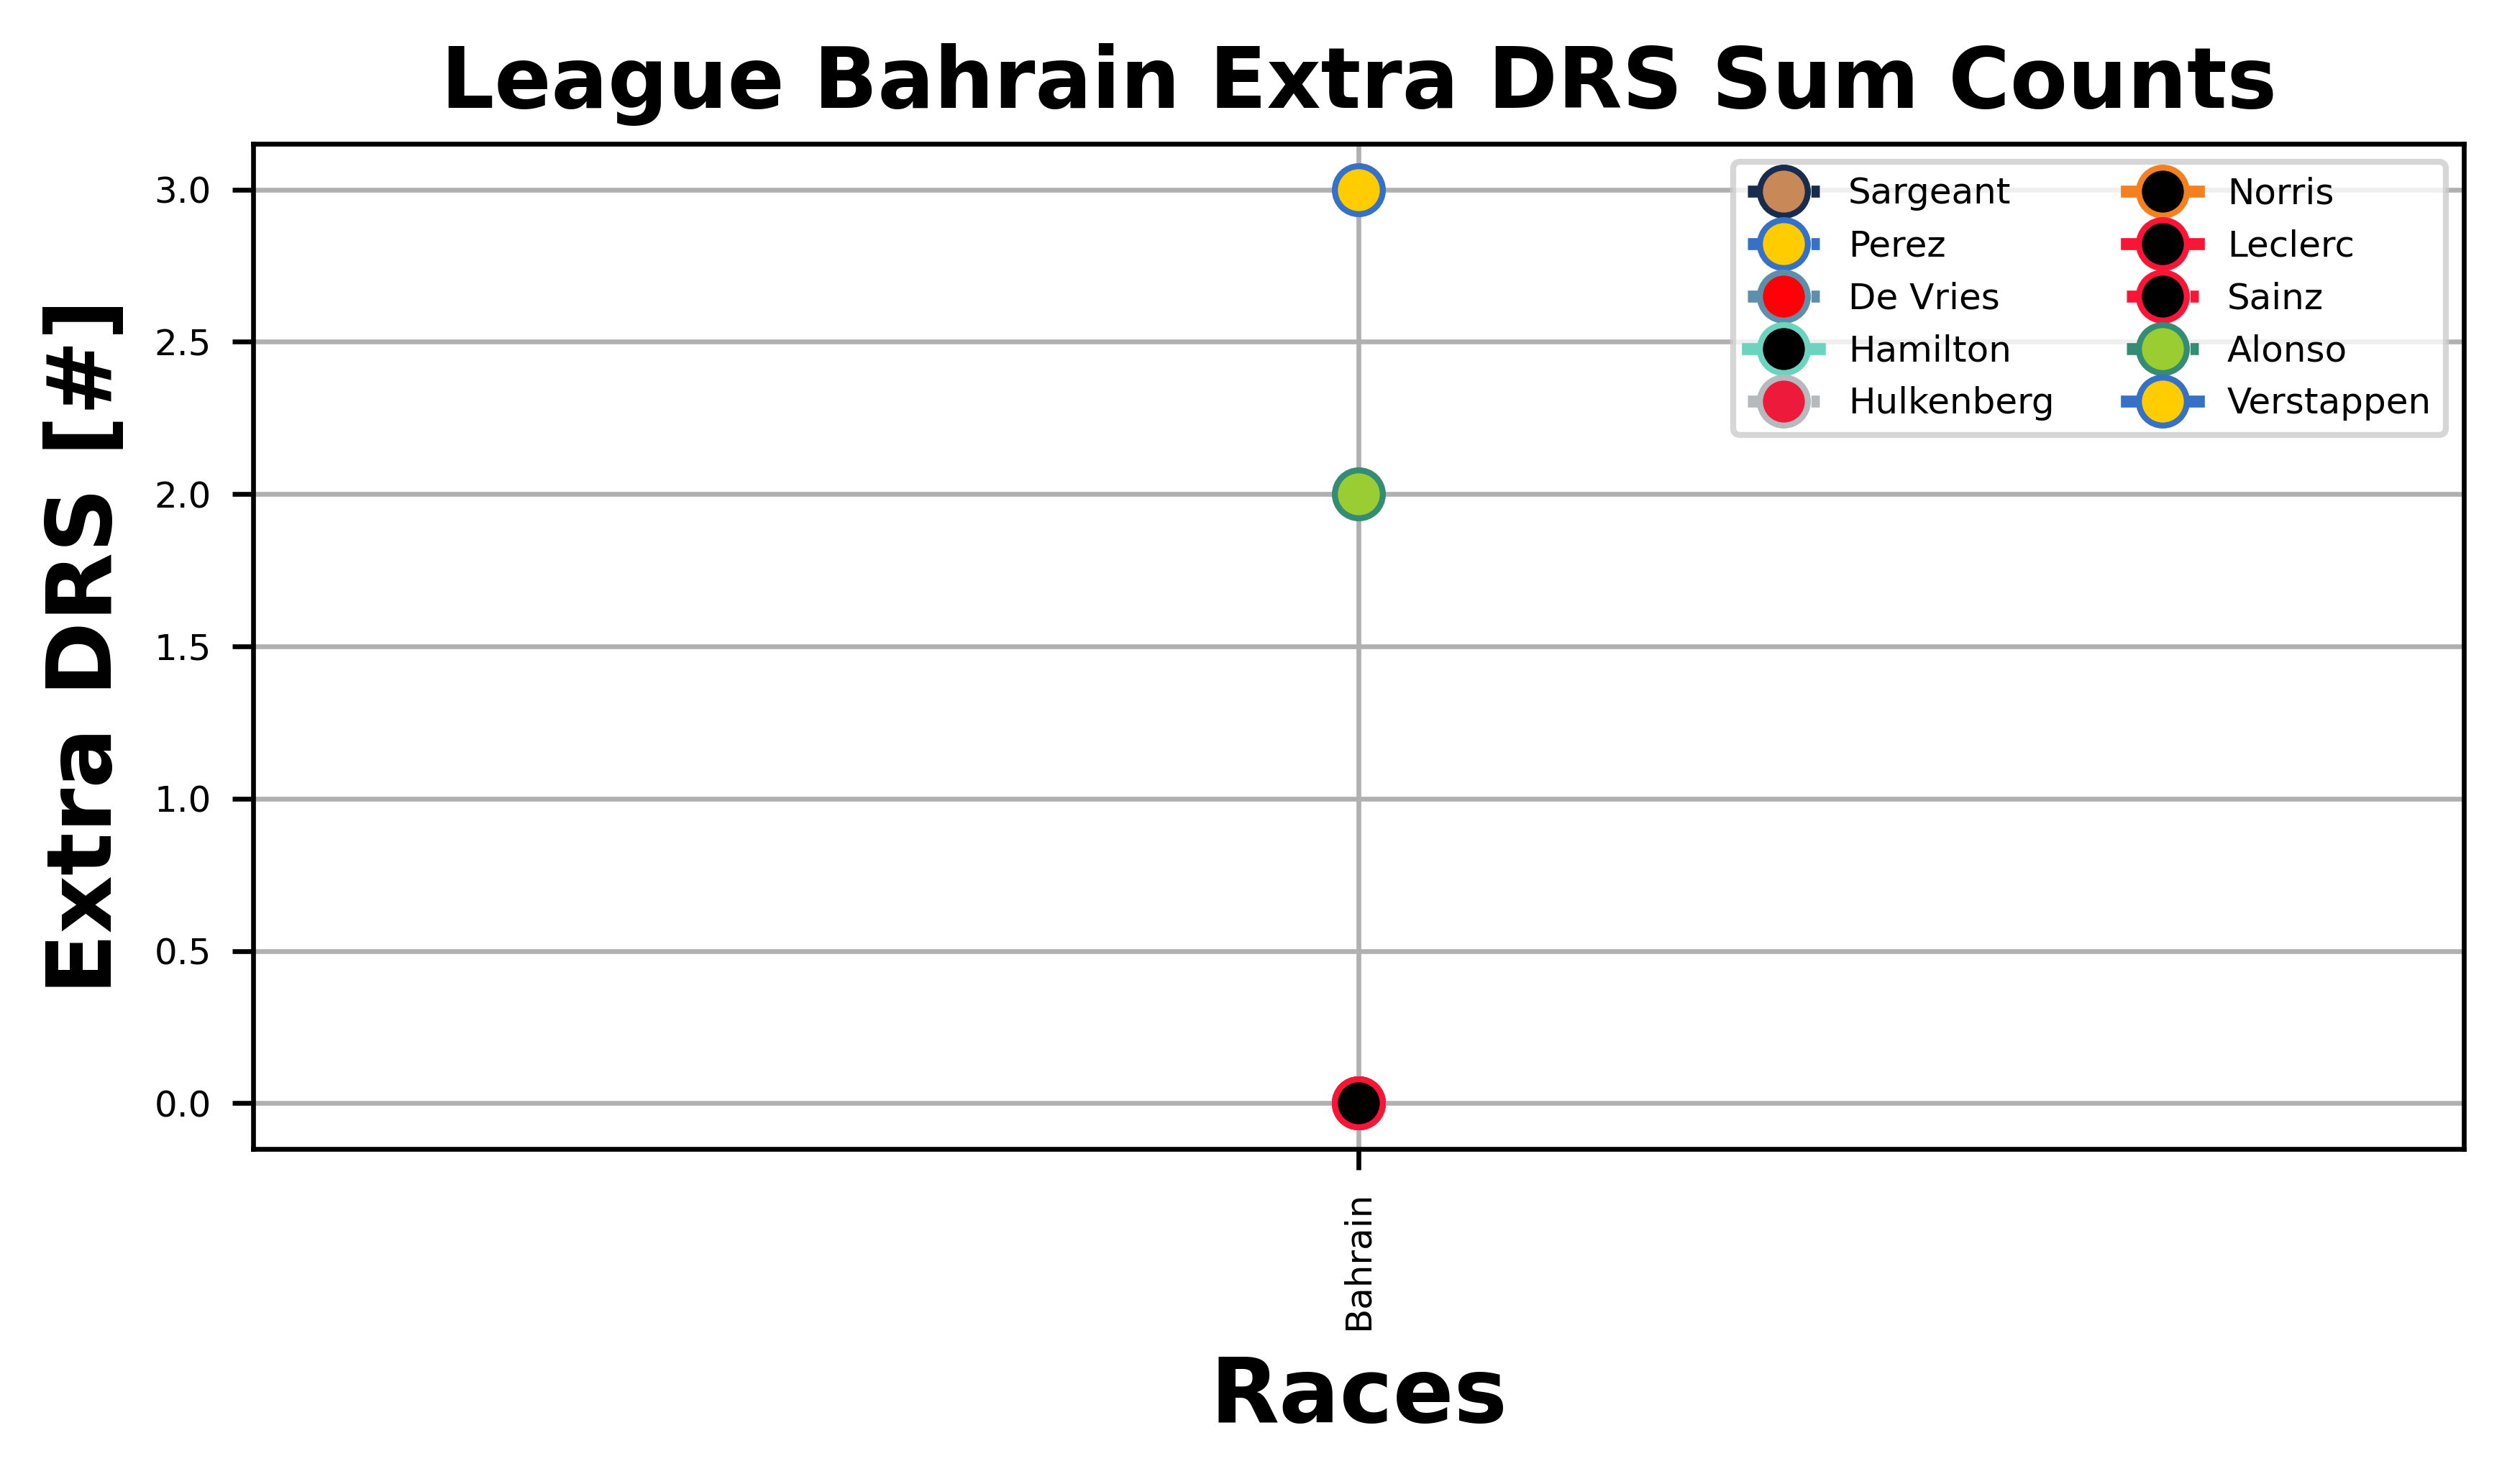 League Bahrain Extra DRS Sum Counts
Extra DRS [#]
3.0
2.5
2.0
1.5
1.0
0.5
0.0
Sargeant
Perez
De Vries
Hamilton
Hulkenberg
Norris
Leclerc
Sainz
Alonso
Verstappen
Bahrain
Races